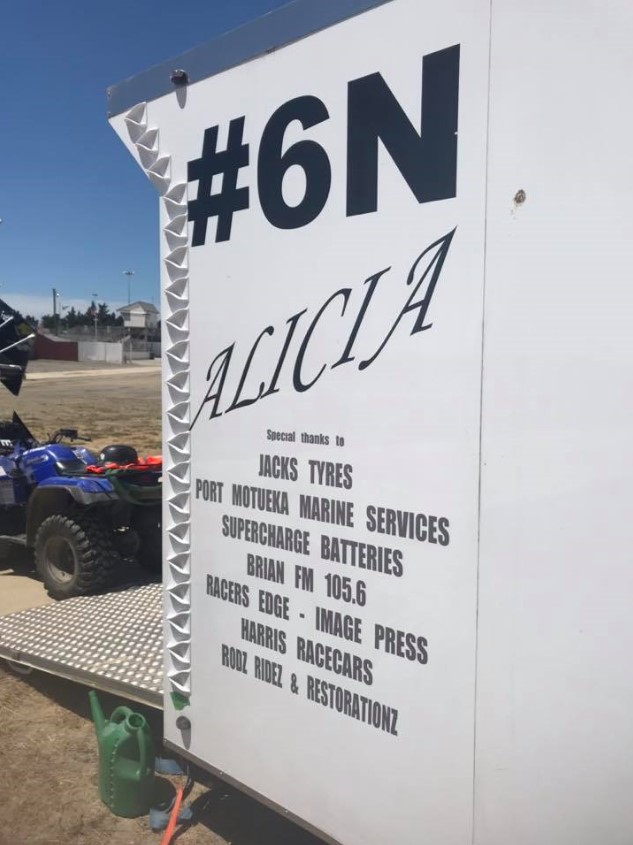 #6N
ALICIA
Special thanks to
JACKS TYRES
PORT MOTUEKA MARINE SERVICES
SUPERCHARGE BATTERIES
BRIAN FM 105.6
RACERS EDGE - IMAGE PRESS
HARRIS RACECARS
RODZ RIDEZ & RESTORATIONZ